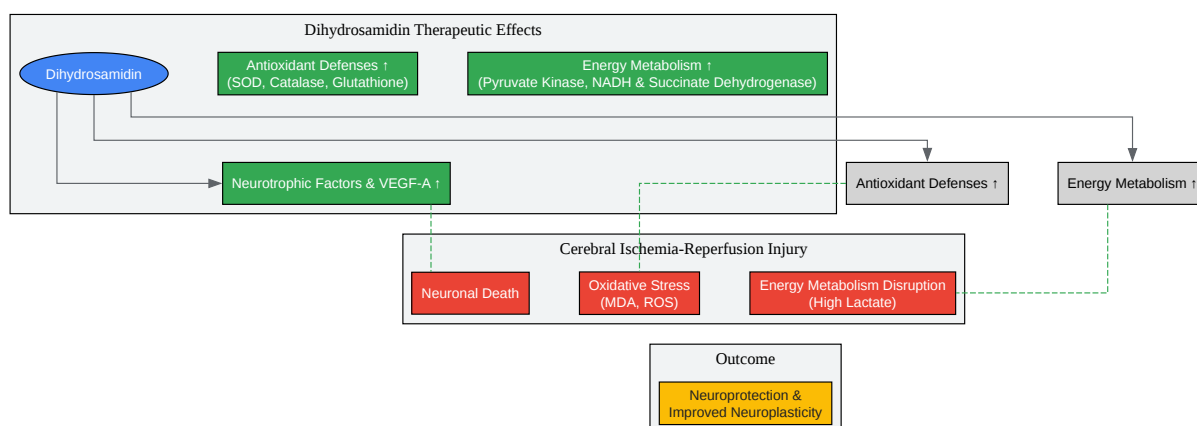 Dihydrosamidin Therapeutic Effects
Dihydrosamidin
Antioxidant Defenses ↑
(SOD, Catalase, Glutathione)
Energy Metabolism ↑
(Pyruvate Kinase, NADH & Succinate Dehydrogenase)
Neurotrophic Factors & VEGF-A ↑
Antioxidant Defenses ↑
Energy Metabolism ↑
Cerebral Ischemia-Reperfusion Injury
Neuronal Death
Oxidative Stress
(MDA, ROS)
Energy Metabolism Disruption
(High Lactate)
Outcome
Neuroprotection &
Improved Neuroplasticity